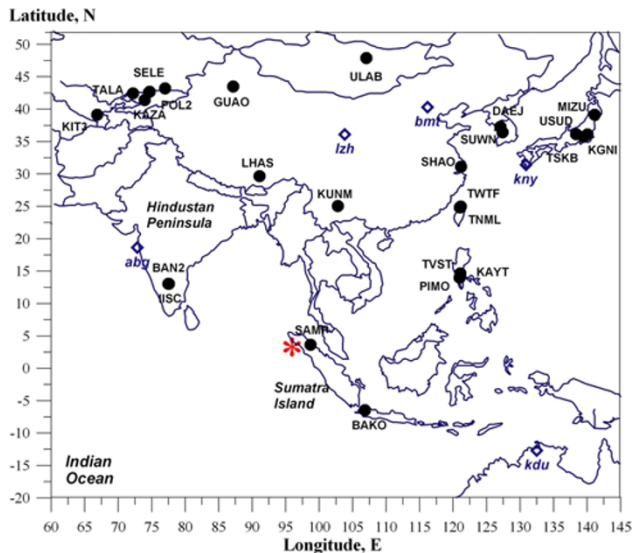 Latitude, N
50
45
40
35
30
25
20
15
10
5
0
-5
-10
-15
-20
ULAB
SELE
TALA
GUAO
POL2
KAZA
KIT3
bmt
DAEJ
MIZU
USUD
SUWN
lzh
TSKB
KGNI
SHAO
kny
LHAS
KUNM
TWTF
TNML
Hindustan
Peninsula
abg
BAN2
IISC
TVST
KAYT
PIMO
SAMP
Sumatra
Island
BAKO
kdu
Indian
Ocean
60 65 70 75 80 85 90 95 100 105 110 115 120 125 130 135 140 145
Longitude, E